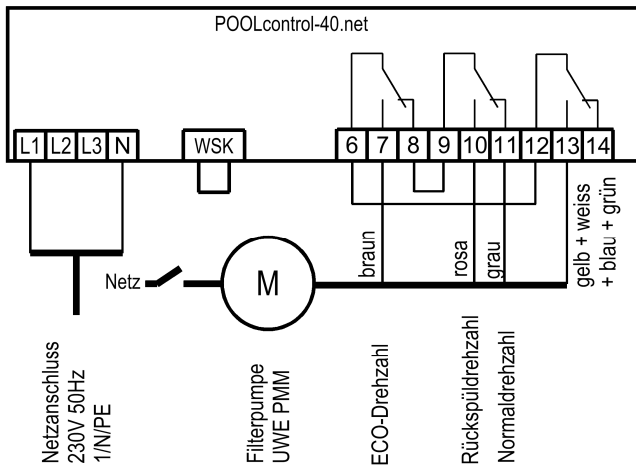 POOLcontrol-40.net
L1 L2 L3 N
WSK
6 7 8 9 10 11 12 13 14
braun
rosa
grau
gelb + weiss
+ blau + grün
Netz
M
Netzanschluss
230V 50Hz
1/N/PE
Filterpumpe
UWE PMM
ECO-Drehzahl
Rückspüldrehzahl
Normaldrehzahl